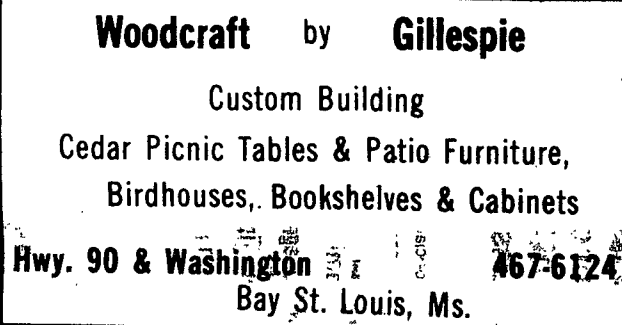 Woodcraft by Gillespie
Custom Building
Cedar Picnic Tables & Patio Furniture,
Birdhouses, Bookshelves & Cabinets
Hwy. 90 & Washington 467-6124
Bay St. Louis, Ms.